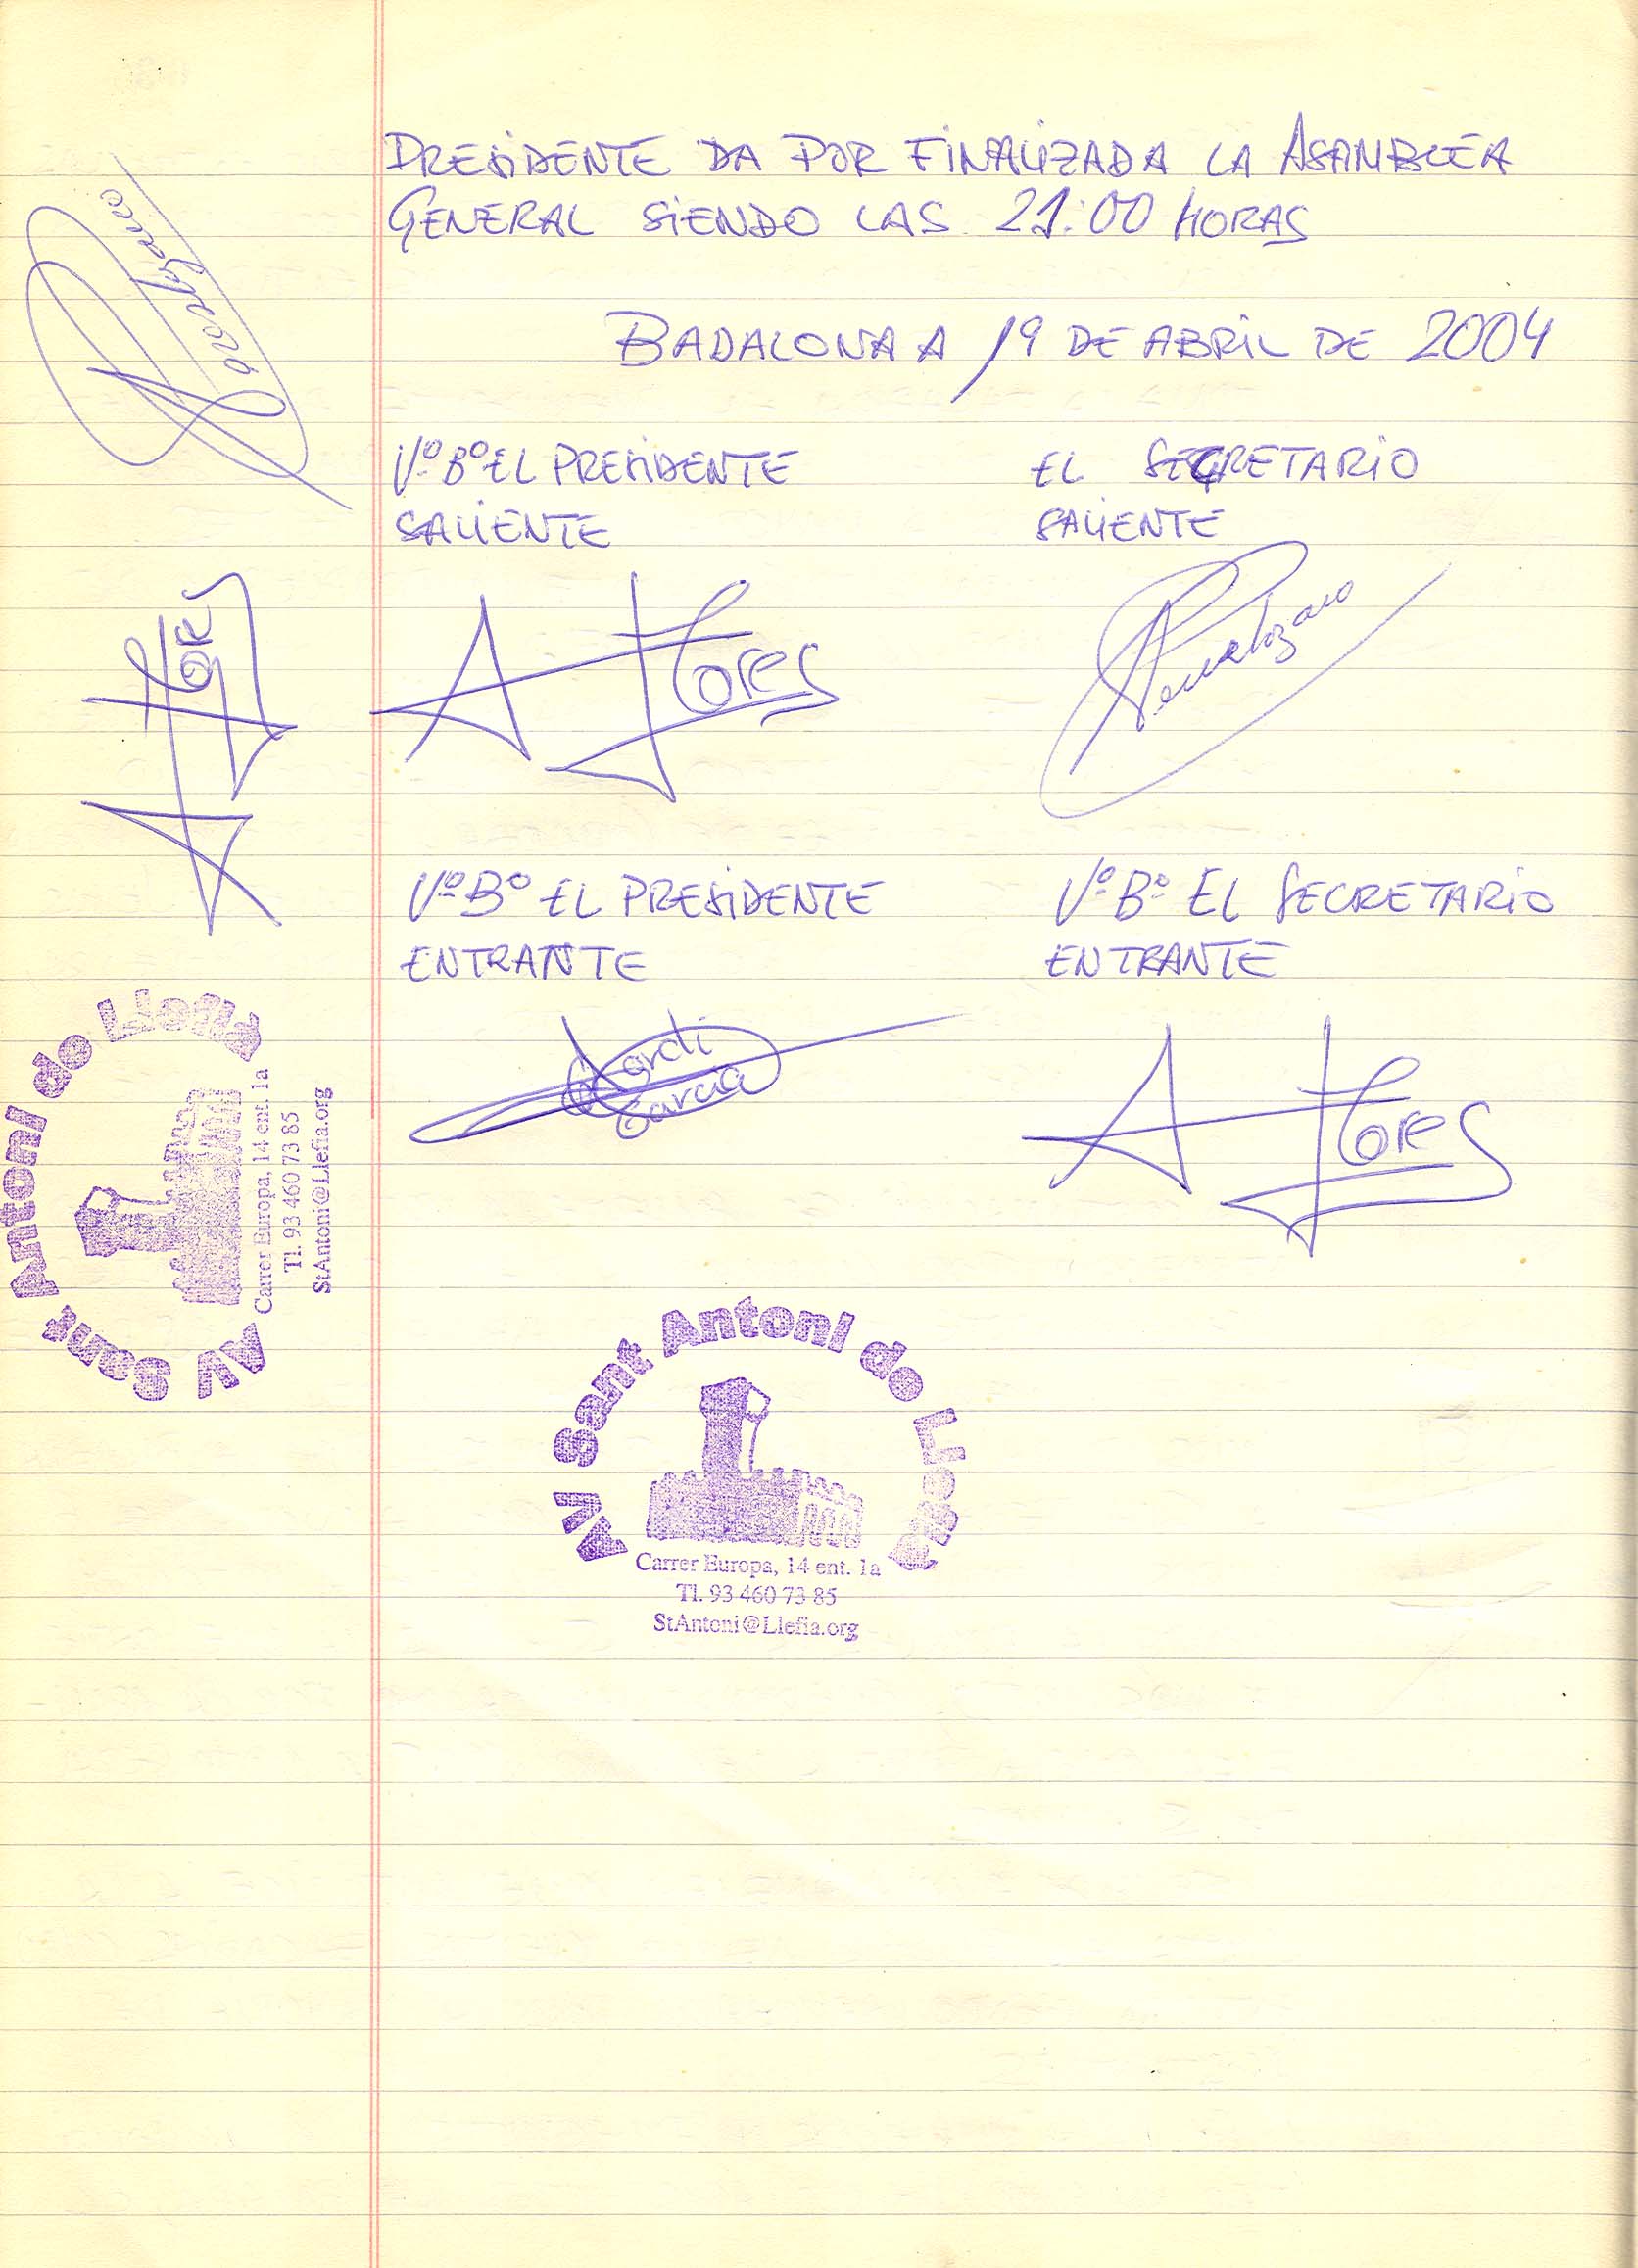 PRESIDENTE DA POR FINALIZADA LA ASAMBLEA
GENERAL SIENDO LAS 21:00 HORAS
BADALONA A 19 DE ABRIL DE 2004
Vº Bº EL PRESIDENTE
SALIENTE
EL SECRETARIO
SALIENTE
A Flores
A Flores
Vº Bº EL PRESIDENTE
ENTRANTE
Vº Bº EL SECRETARIO
ENTRANTE
Jordi
Garcia
A Flores
AV Sant Antoni de Llefià
Carrer Europa, 14 ent. 1a
Tl. 93 460 73 85
StAntoni@Llefia.org
AV Sant Antoni de Llefià
Carrer Europa, 14 ent. 1a
Tl. 93 460 73 85
StAntoni@Llefia.org